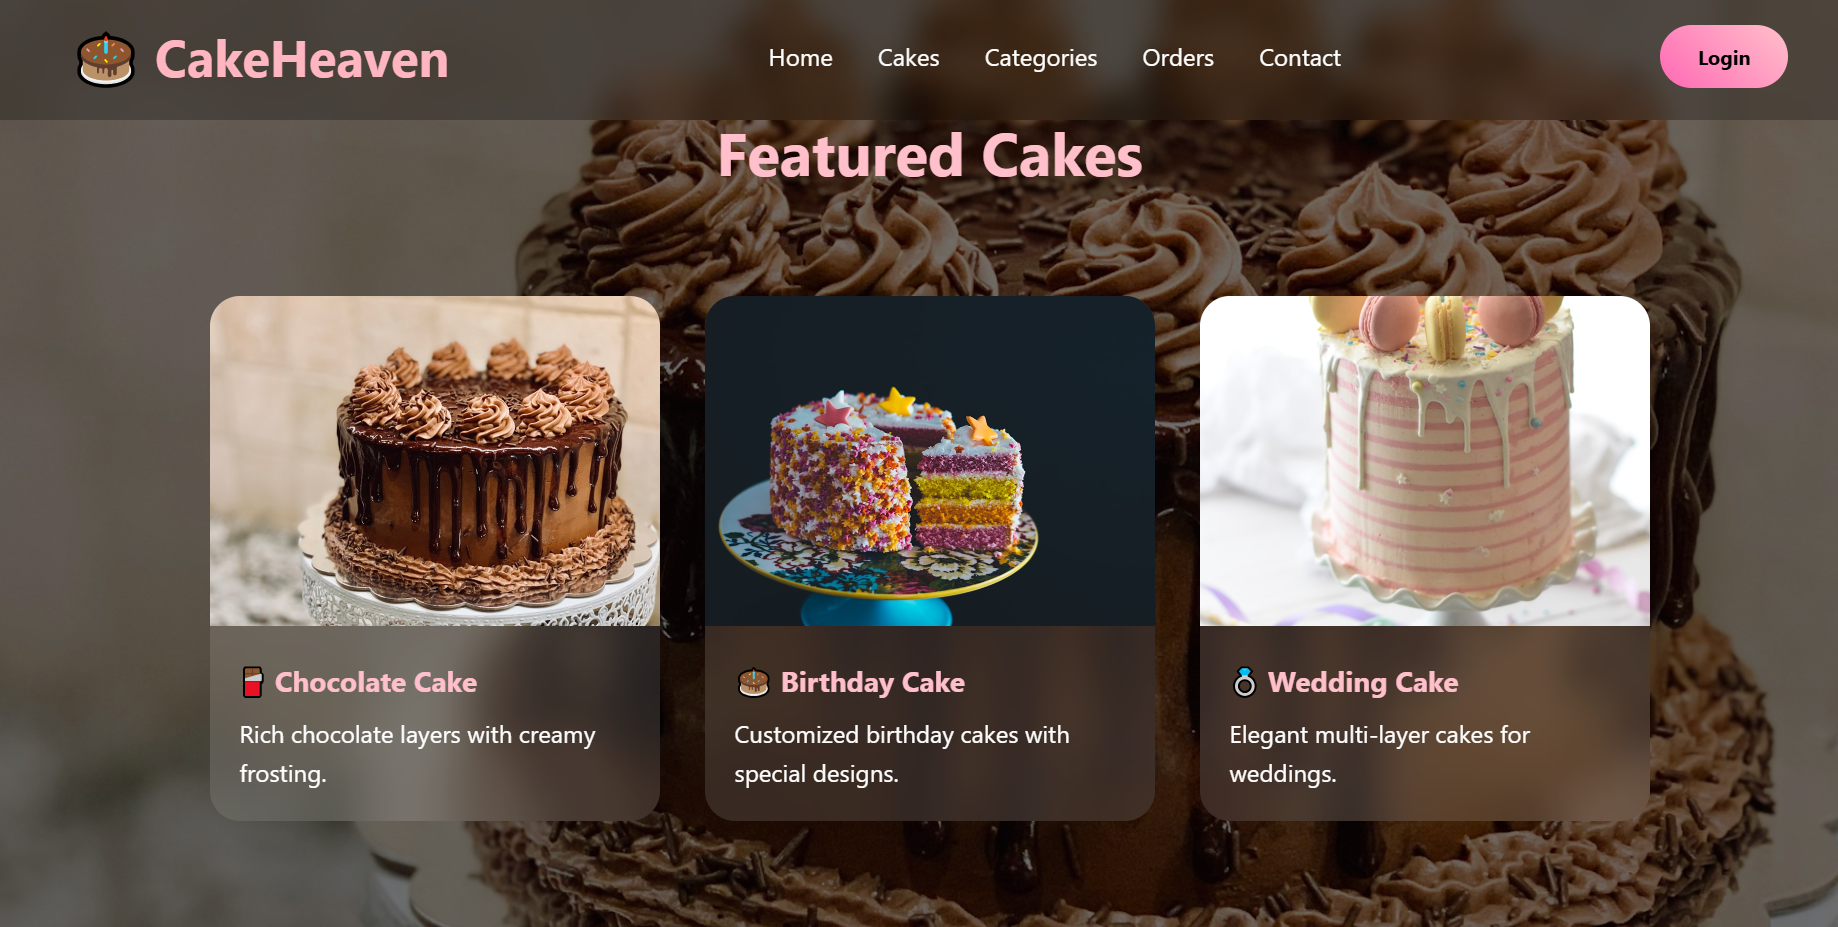 CakeHeaven
Home
Cakes
Categories
Orders
Contact
Login
Featured Cakes
Chocolate Cake
Rich chocolate layers with creamy
frosting.
Birthday Cake
Customized birthday cakes with
special designs.
Wedding Cake
Elegant multi-layer cakes for
weddings.